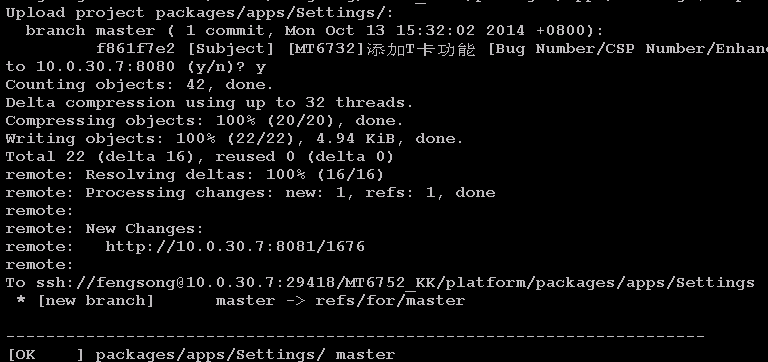 Upload project packages/apps/Settings/:
branch master ( 1 commit, Mon Oct 13 15:32:02 2014 +0800):
f861f7e2 [Subject] [MT6732]添加T卡功能 [Bug Number/CSP Number/Enhan
to 10.0.30.7:8080 (y/n)? y
Counting objects: 42, done.
Delta compression using up to 32 threads.
Compressing objects: 100% (20/20), done.
Writing objects: 100% (22/22), 4.94 KiB, done.
Total 22 (delta 16), reused 0 (delta 0)
remote: Resolving deltas: 100% (16/16)
remote: Processing changes: new: 1, refs: 1, done
remote:
remote: New Changes:
remote:   http://10.0.30.7:8081/1676
remote:
To ssh://fengsong@10.0.30.7:29418/MT6752_KK/platform/packages/apps/Settings
* [new branch]      master -> refs/for/master
----------------------------------------------------------------------
[OK    ] packages/apps/Settings/ master